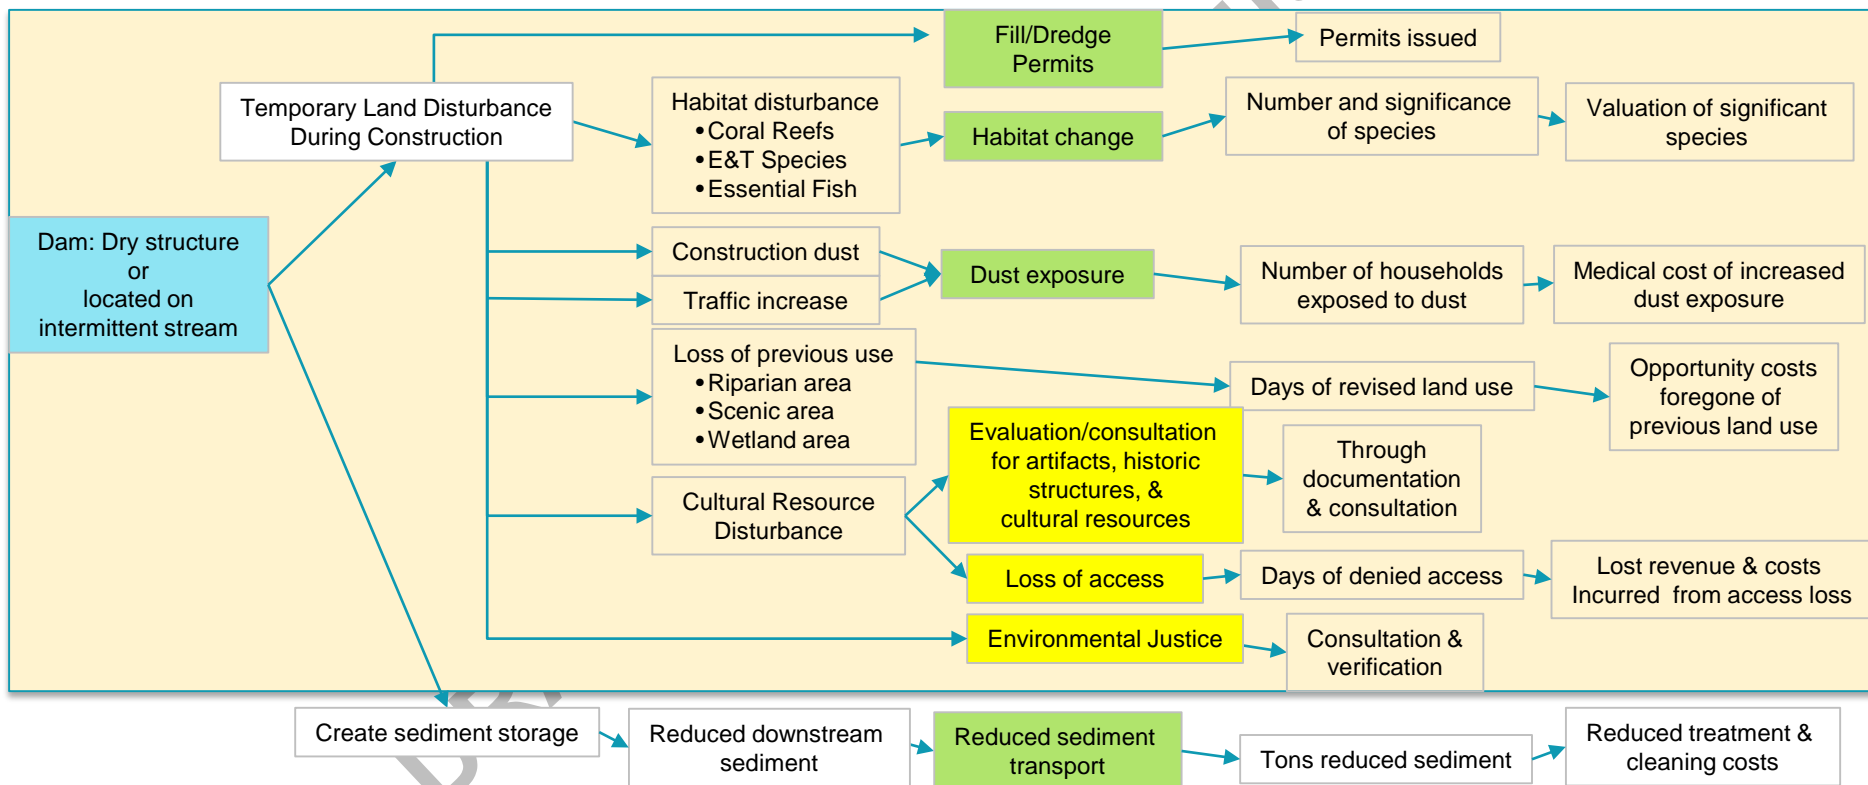 Fill/Dredge
Permits
Permits issued
Temporary Land Disturbance
During Construction
Habitat disturbance
•Coral Reefs
•E&T Species
•Essential Fish
Habitat change
Number and significance
of species
Valuation of significant
species
Dam: Dry structure
or
located on
intermittent stream
Construction dust
Traffic increase
Dust exposure
Number of households
exposed to dust
Medical cost of increased
dust exposure
Loss of previous use
•Riparian area
•Scenic area
•Wetland area
Days of revised land use
Opportunity costs
foregone of
previous land use
Cultural Resource
Disturbance
Evaluation/consultation
for artifacts, historic
structures, &
cultural resources
Through
documentation
& consultation
Loss of access
Days of denied access
Lost revenue & costs
Incurred from access loss
Environmental Justice
Consultation &
verification
Create sediment storage
Reduced downstream
sediment
Reduced sediment
transport
Tons reduced sediment
Reduced treatment &
cleaning costs